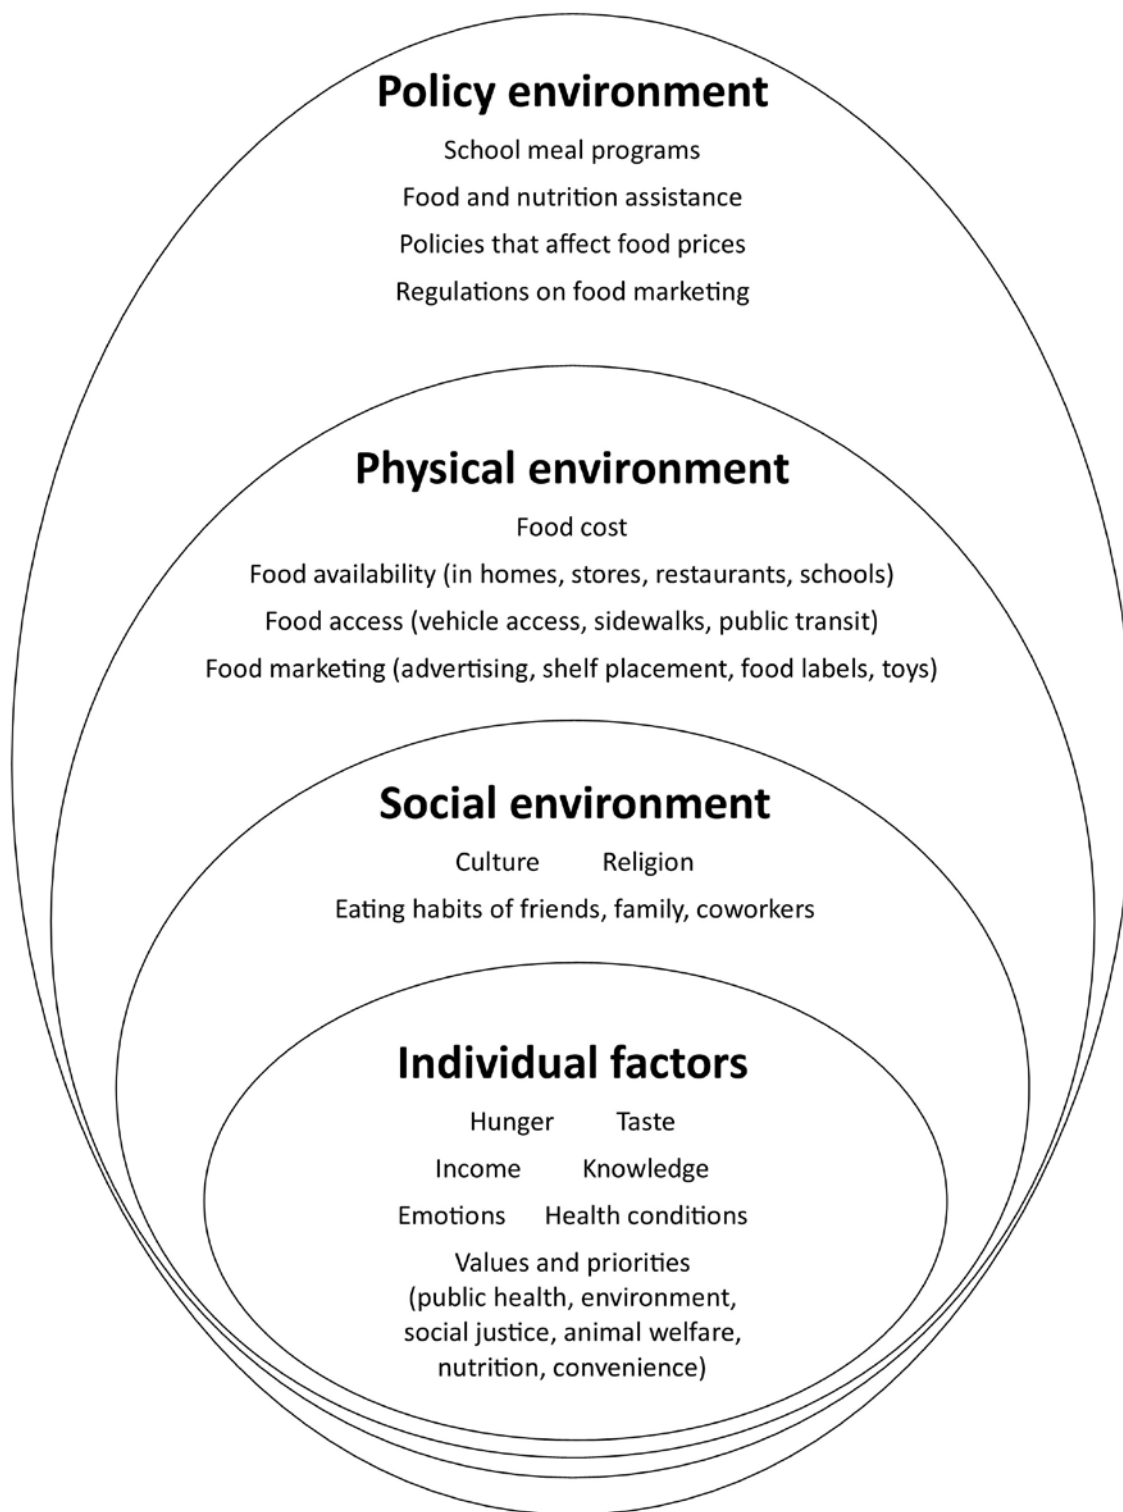 Policy environment
School meal programs
Food and nutrition assistance
Policies that affect food prices
Regulations on food marketing
Physical environment
Food cost
Food availability (in homes, stores, restaurants, schools)
Food access (vehicle access, sidewalks, public transit)
Food marketing (advertising, shelf placement, food labels, toys)
Social environment
Culture Religion
Eating habits of friends, family, coworkers
Individual factors
Hunger Taste
Income Knowledge
Emotions Health conditions
Values and priorities
(public health, environment,
social justice, animal welfare,
nutrition, convenience)